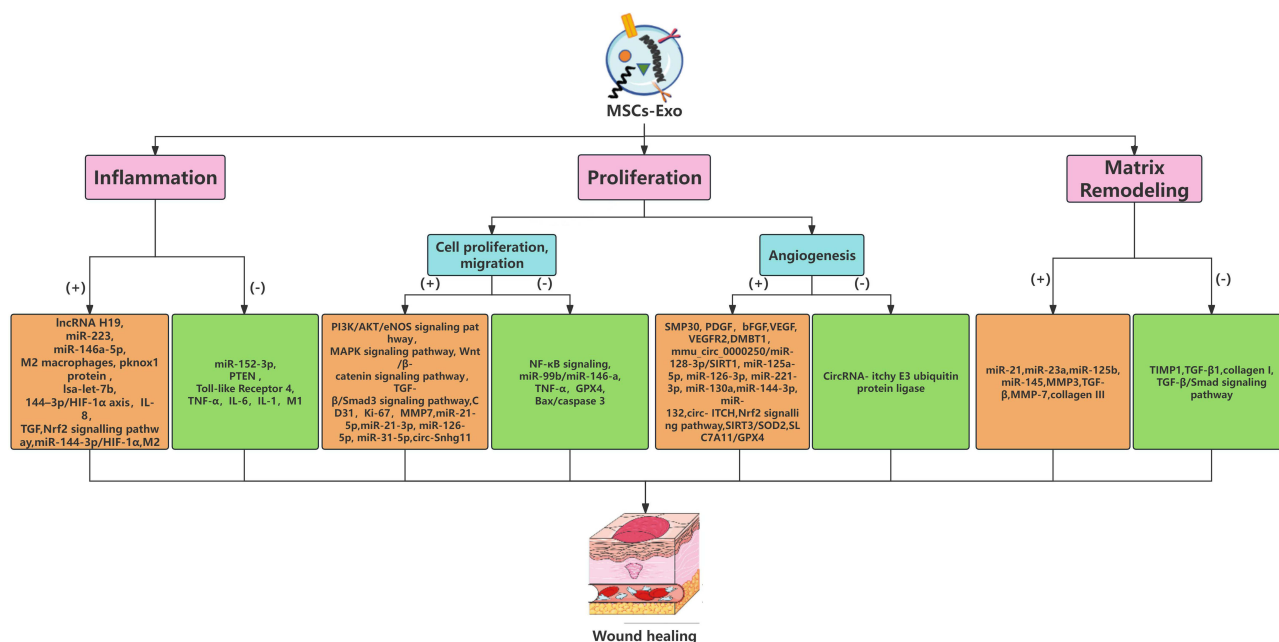 MSCs-Exo
Inflammation
Proliferation
Matrix
Remodeling
Cell proliferation,
migration
Angiogenesis
(+)
(-)
(+)
(-)
(+)
(-)
(+)
(-)
lncRNA H19,
miR-223,
miR-146a-5p,
M2 macrophages, pknox1
protein ,
lsa-let-7b,
144–3p/HIF-1α axis, IL-
8,
TGF,Nrf2 signalling pathw
ay,miR-144-3p/HIF-1α,M2
miR-152-3p,
PTEN ,
Toll-like Receptor 4,
TNF-α, IL-6, IL-1, M1
PI3K/AKT/eNOS signaling pat
hway,
MAPK signaling pathway, Wnt
/β-
catenin signaling pathway,
TGF-
β/Smad3 signaling pathway,C
D31, Ki-67, MMP7,miR-21-
5p,miR-21-3p, miR-126-
5p, miR-31-5p,circ-Snhg11
NF-κB signaling,
miR-99b/miR-146-a,
TNF-α, GPX4,
Bax/caspase 3
SMP30, PDGF, bFGF,VEGF,
VEGFR2,DMBT1,
mmu_circ_0000250/miR-
128-3p/SIRT1, miR-125a-
5p, miR-126-3p, miR-221-
3p, miR-130a,miR-144-3p,
miR-
132,circ- ITCH,Nrf2 signalli
ng pathway,SIRT3/SOD2,SL
C7A11/GPX4
CircRNA- itchy E3 ubiquitin
protein ligase
miR-21,miR-23a,miR-125b,
miR-145,MMP3,TGF-
β,MMP-7,collagen III
TIMP1,TGF-β1,collagen I,
TGF-β/Smad signaling
pathway
Wound healing